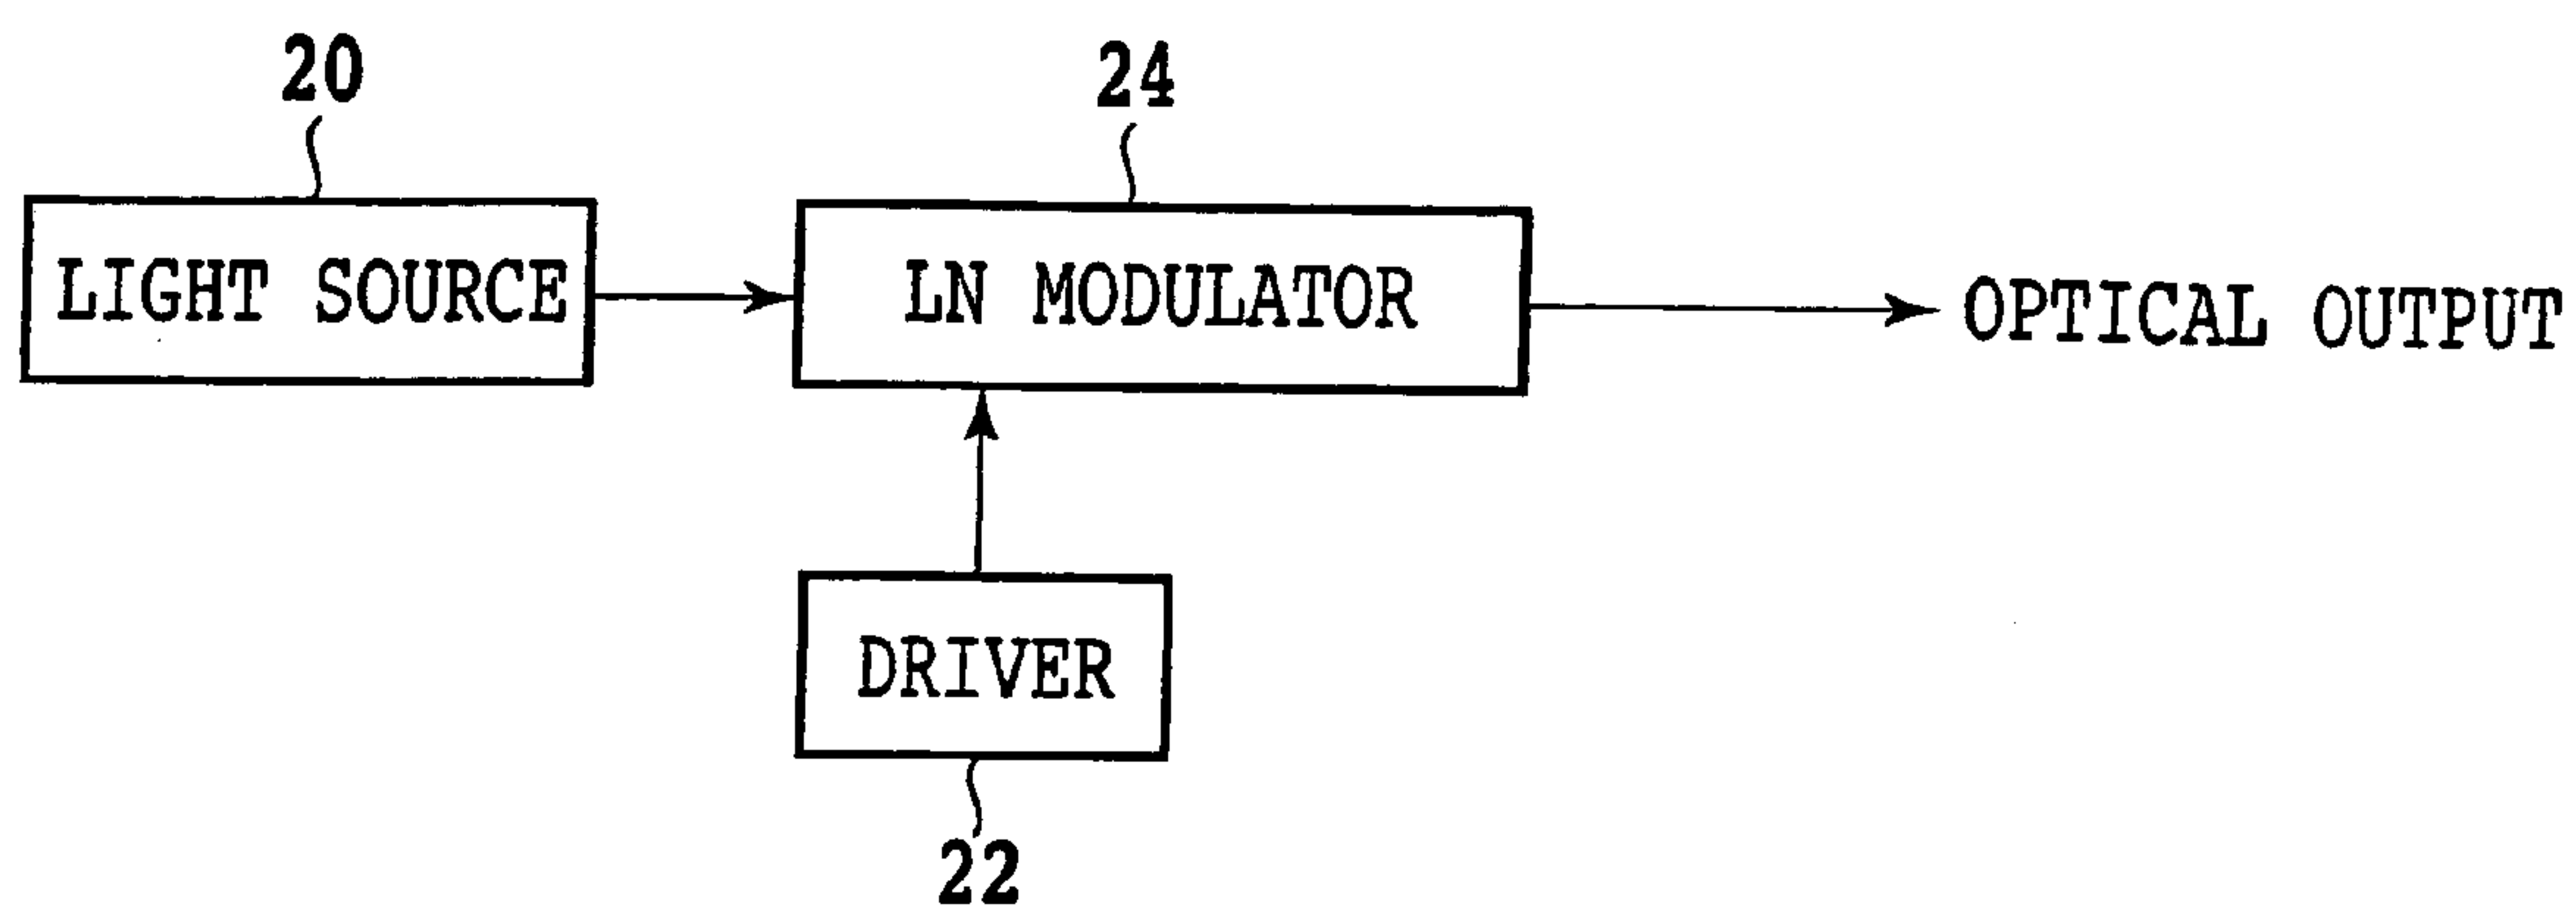 20
24
LIGHT SOURCE
LN MODULATOR
OPTICAL OUTPUT
DRIVER
22